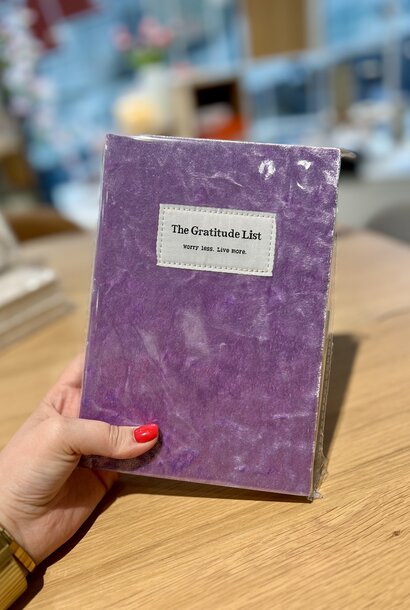 The Gratitude List
Worry less. Live more.